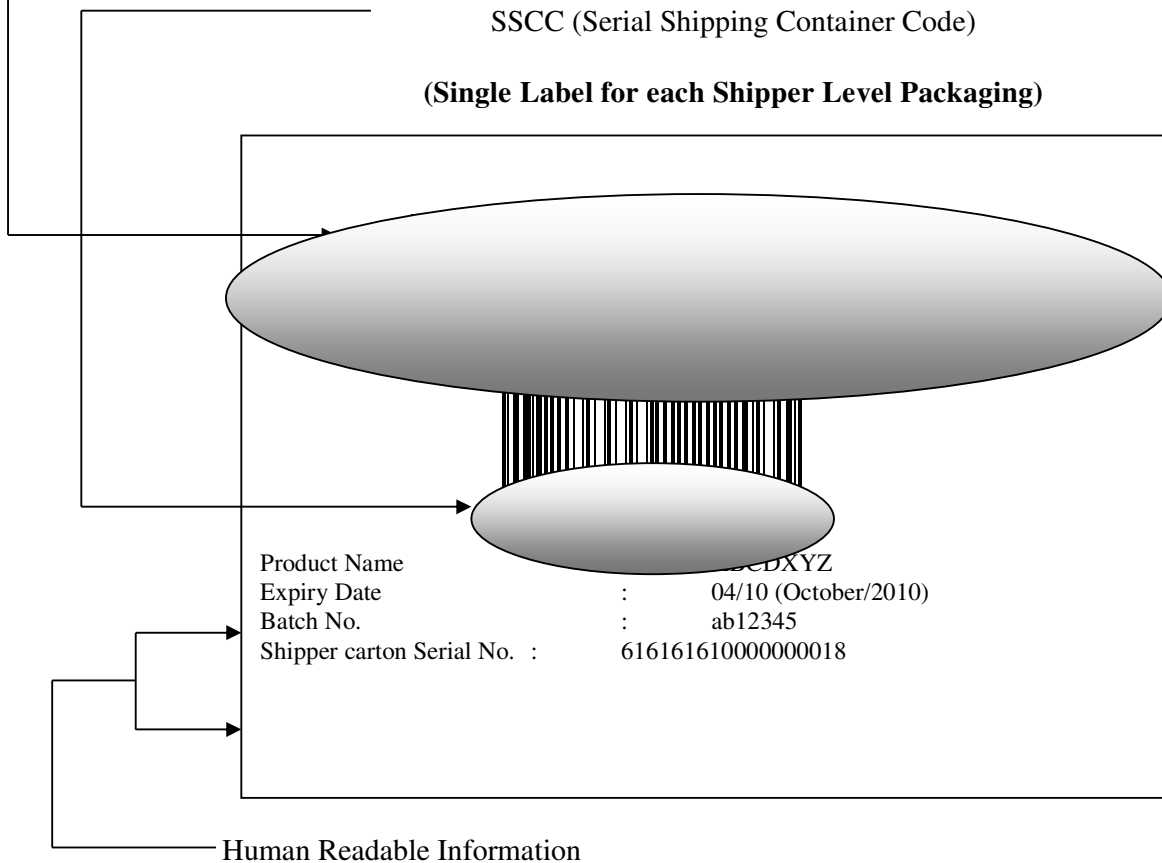 SSCC (Serial Shipping Container Code)
(Single Label for each Shipper Level Packaging)
Product Name
Expiry Date : 04/10 (October/2010)
Batch No. : ab12345
Shipper carton Serial No. : 616161610000000018
Human Readable Information